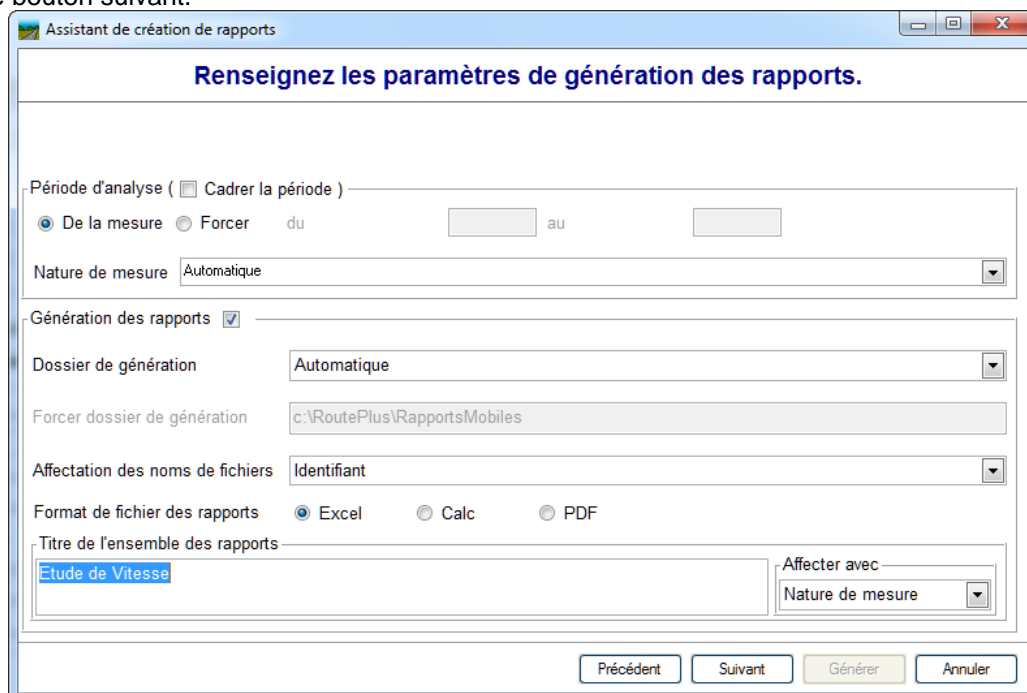 bouton suivant.
Assistant de création de rapports
Renseignez les paramètres de génération des rapports.
Période d'analyse ( Cadrer la période )
De la mesure Forcer du au
Nature de mesure Automatique
Génération des rapports
Dossier de génération Automatique
Forcer dossier de génération c:\RoutePlus\RapportsMobiles
Affectation des noms de fichiers Identifiant
Format de fichier des rapports Excel Calc PDF
Titre de l'ensemble des rapports
Affecter avec
Etude de Vitesse
Nature de mesure
Précédent Suivant Générer Annuler